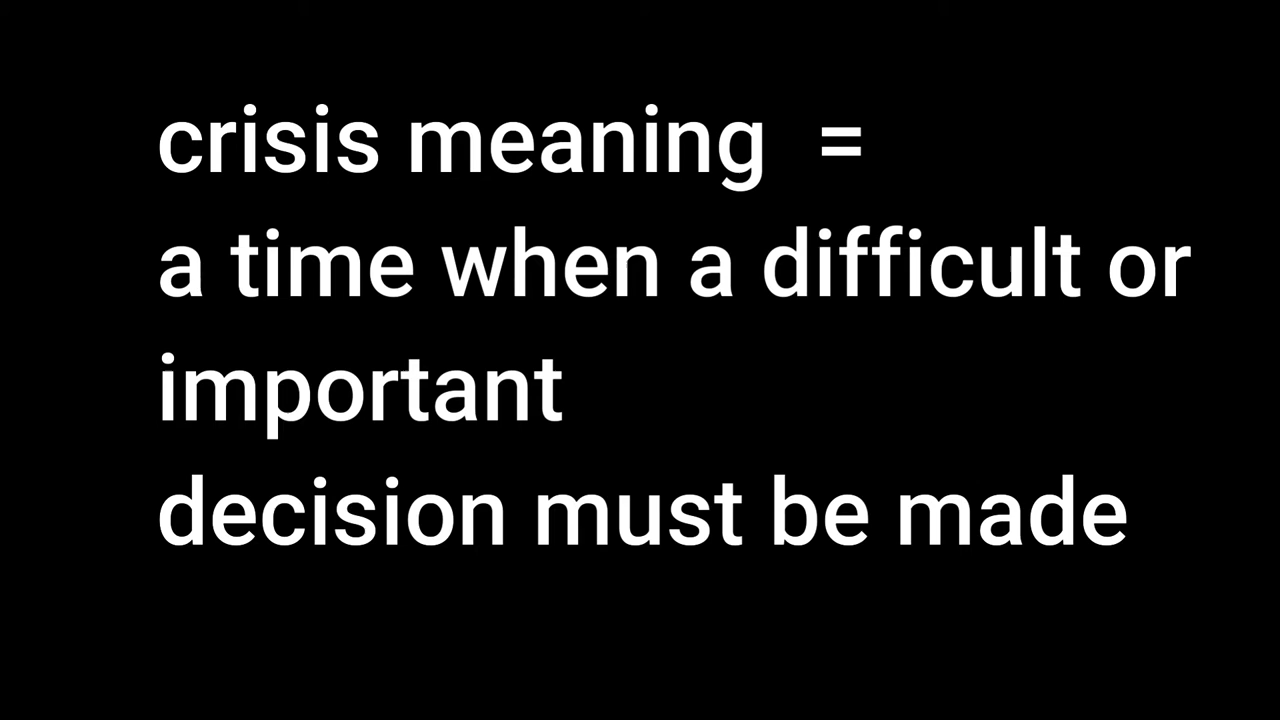 crisis meaning =
a time when a difficult or
important
decision must be made